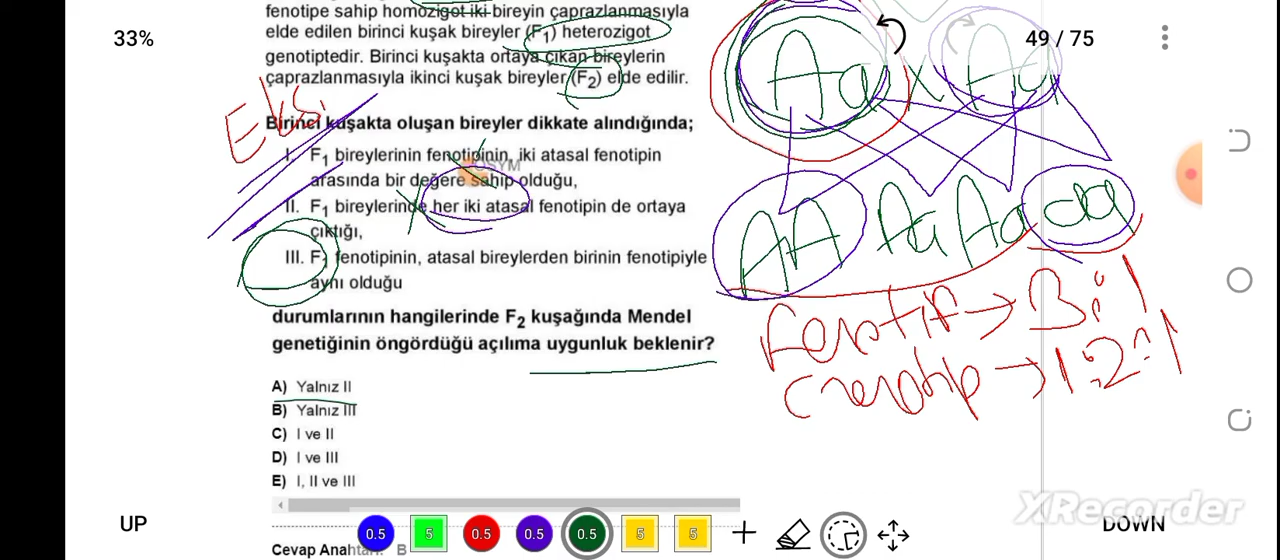 fenotipe sahip homozigot iki bireyin çaprazlanmasıyla
33%
elde edilen birinci kuşak bireyler (F1) heterozigot
49 / 75
genotiptedir. Birinci kuşakta ortaya çıkan bireylerin
çaprazlanmasıyla ikinci kuşak bireyler (F2) elde edilir.
Aa x Aa
Birinci kuşakta oluşan bireyler dikkate alındığında;
I. F1 bireylerinin fenotipinin, iki atasal fenotipin
ÖSYM
arasında bir değere sahip olduğu,
II. F1 bireylerinde her iki atasal fenotipin de ortaya
çıktığı,
AA Aa Aa aa
III. F1 fenotipinin, atasal bireylerden birinin fenotipiyle
aynı olduğu
durumlarının hangilerinde F2 kuşağında Mendel
genetiğinin öngördüğü açılıma uygunluk beklenir?
Fenotip → 3:1
Genotip → 1:2:1
A) Yalnız II
B) Yalnız III
C) I ve II
D) I ve III
E) I, II ve III
XRecorder
UP
0.5 5 0.5 0.5 0.5 5 5
DOWN
Cevap Anahtarı: B